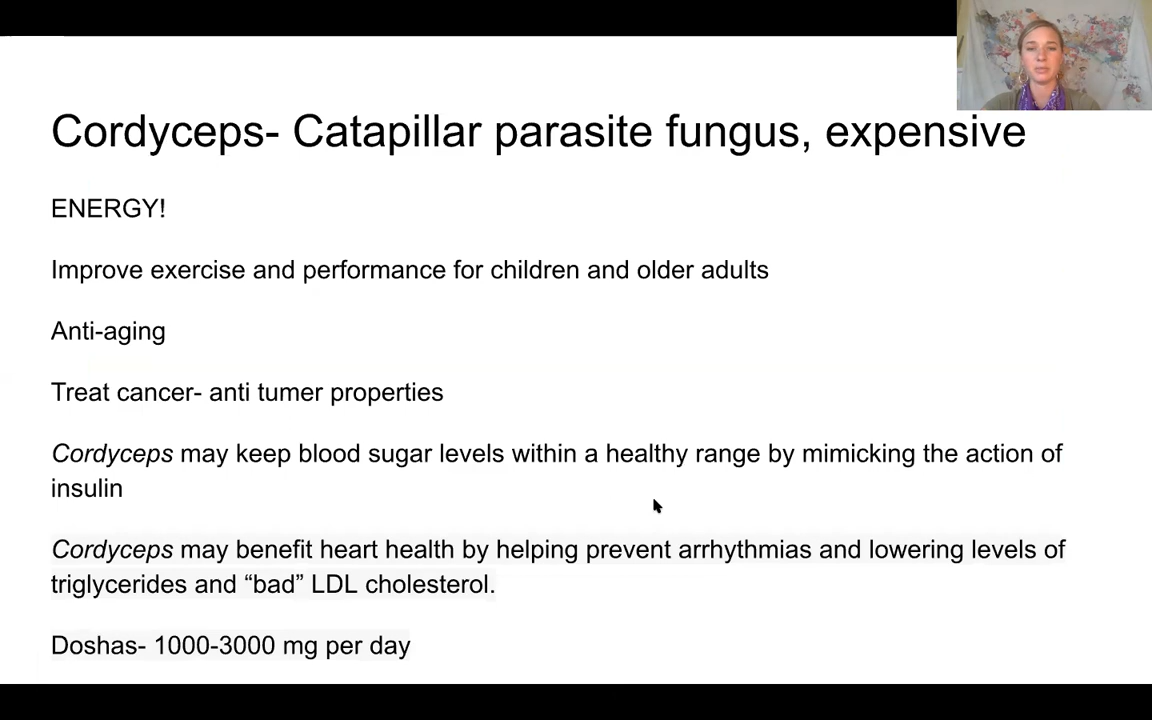 Cordyceps- Catapillar parasite fungus, expensive
ENERGY!
Improve exercise and performance for children and older adults
Anti-aging
Treat cancer- anti tumer properties
Cordyceps may keep blood sugar levels within a healthy range by mimicking the action of
insulin
Cordyceps may benefit heart health by helping prevent arrhythmias and lowering levels of
triglycerides and “bad” LDL cholesterol.
Doshas- 1000-3000 mg per day